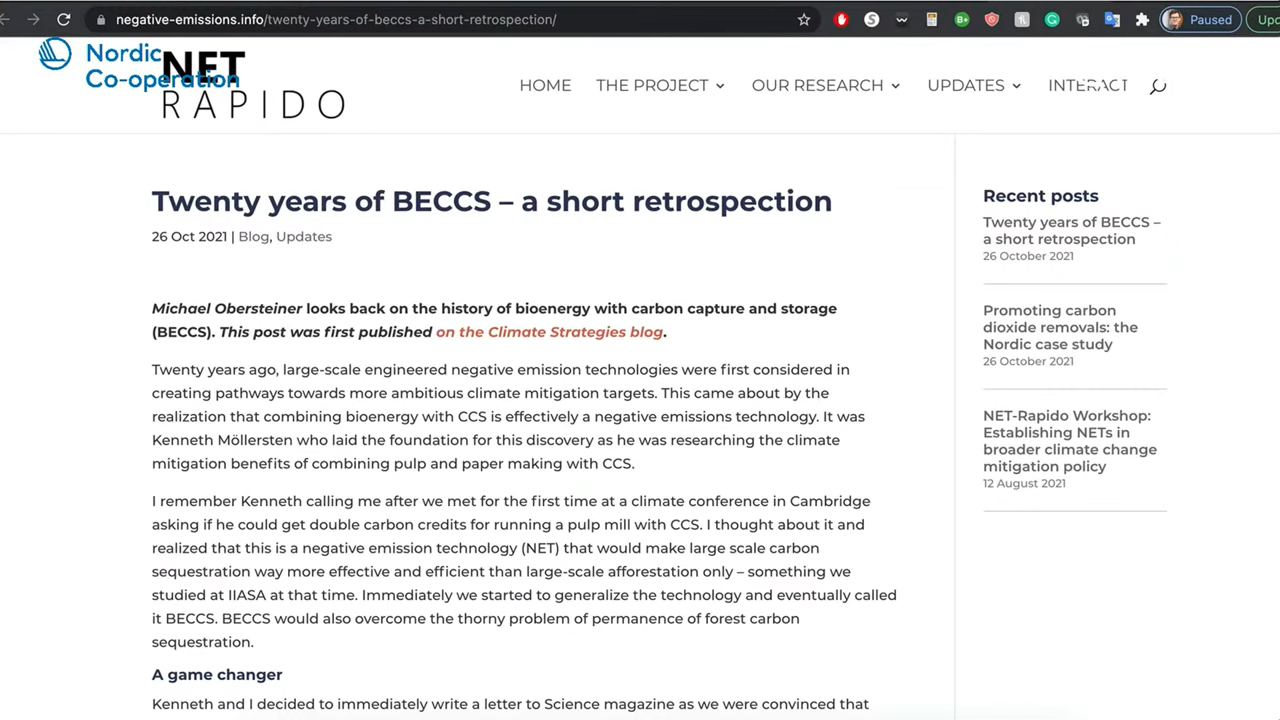 negative-emissions.info/twenty-years-of-beccs-a-short-retrospection/
Paused
Nordic
Co-operation
NET
RAPIDO
HOME THE PROJECT OUR RESEARCH UPDATES INTERACT
Twenty years of BECCS – a short retrospection
26 Oct 2021 | Blog, Updates
Michael Obersteiner looks back on the history of bioenergy with carbon capture and storage
(BECCS). This post was first published on the Climate Strategies blog.
Twenty years ago, large-scale engineered negative emission technologies were first considered in
creating pathways towards more ambitious climate mitigation targets. This came about by the
realization that combining bioenergy with CCS is effectively a negative emissions technology. It was
Kenneth Möllersten who laid the foundation for this discovery as he was researching the climate
mitigation benefits of combining pulp and paper making with CCS.
I remember Kenneth calling me after we met for the first time at a climate conference in Cambridge
asking if he could get double carbon credits for running a pulp mill with CCS. I thought about it and
realized that this is a negative emission technology (NET) that would make large scale carbon
sequestration way more effective and efficient than large-scale afforestation only – something we
studied at IIASA at that time. Immediately we started to generalize the technology and eventually called
it BECCS. BECCS would also overcome the thorny problem of permanence of forest carbon
sequestration.
A game changer
Kenneth and I decided to immediately write a letter to Science magazine as we were convinced that
Recent posts
Twenty years of BECCS –
a short retrospection
26 October 2021
Promoting carbon
dioxide removals: the
Nordic case study
26 October 2021
NET-Rapido Workshop:
Establishing NETs in
broader climate change
mitigation policy
12 August 2021